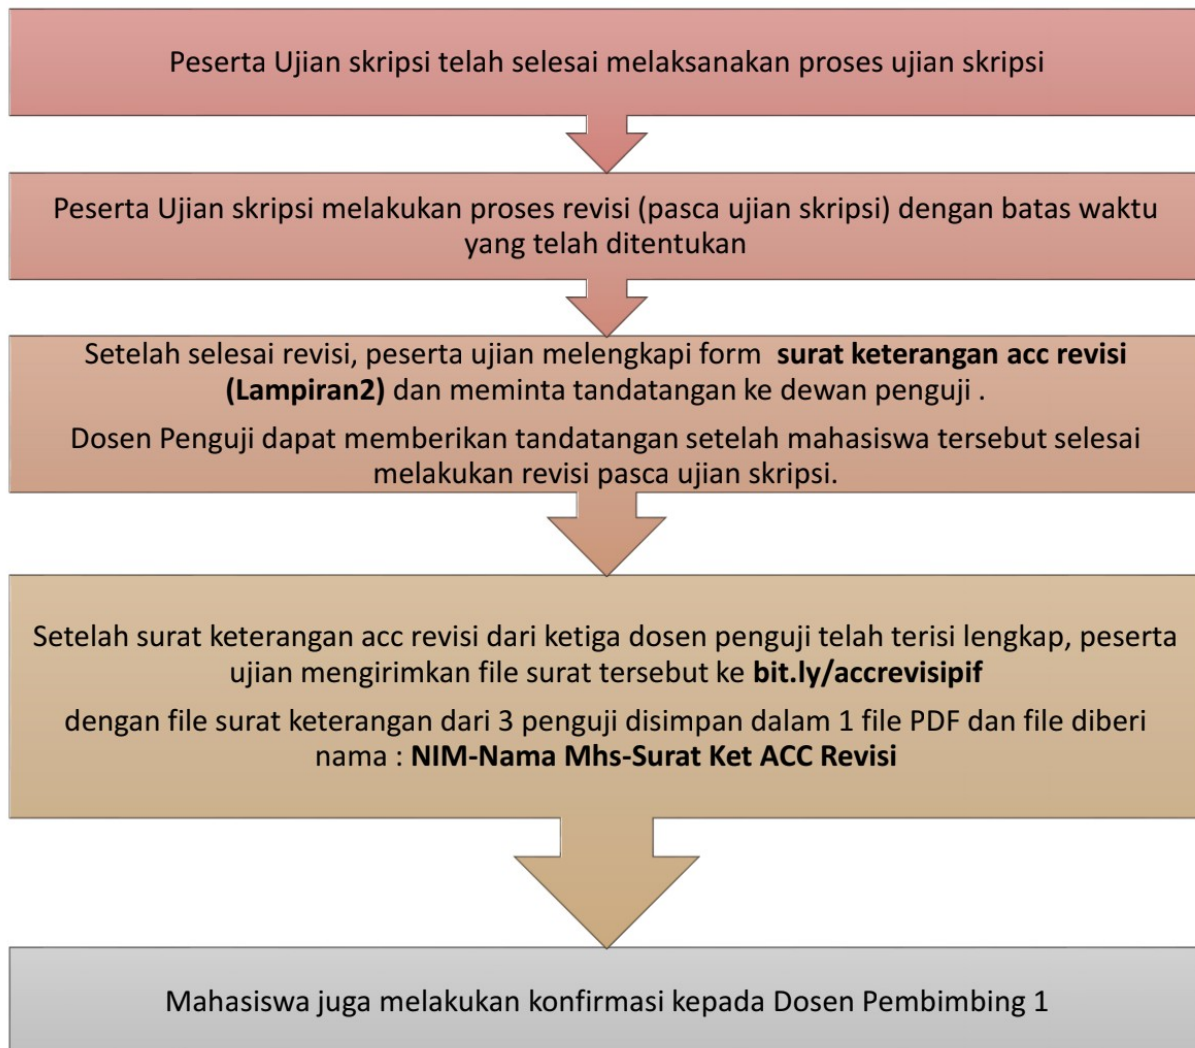 Peserta Ujian skripsi telah selesai melaksanakan proses ujian skripsi
Peserta Ujian skripsi melakukan proses revisi (pasca ujian skripsi) dengan batas waktu
yang telah ditentukan
Setelah selesai revisi, peserta ujian melengkapi form surat keterangan acc revisi
(Lampiran2) dan meminta tandatangan ke dewan penguji .
Dosen Penguji dapat memberikan tandatangan setelah mahasiswa tersebut selesai
melakukan revisi pasca ujian skripsi.
Setelah surat keterangan acc revisi dari ketiga dosen penguji telah terisi lengkap, peserta
ujian mengirimkan file surat tersebut ke bit.ly/accrevisipif
dengan file surat keterangan dari 3 penguji disimpan dalam 1 file PDF dan file diberi
nama : NIM-Nama Mhs-Surat Ket ACC Revisi
Mahasiswa juga melakukan konfirmasi kepada Dosen Pembimbing 1